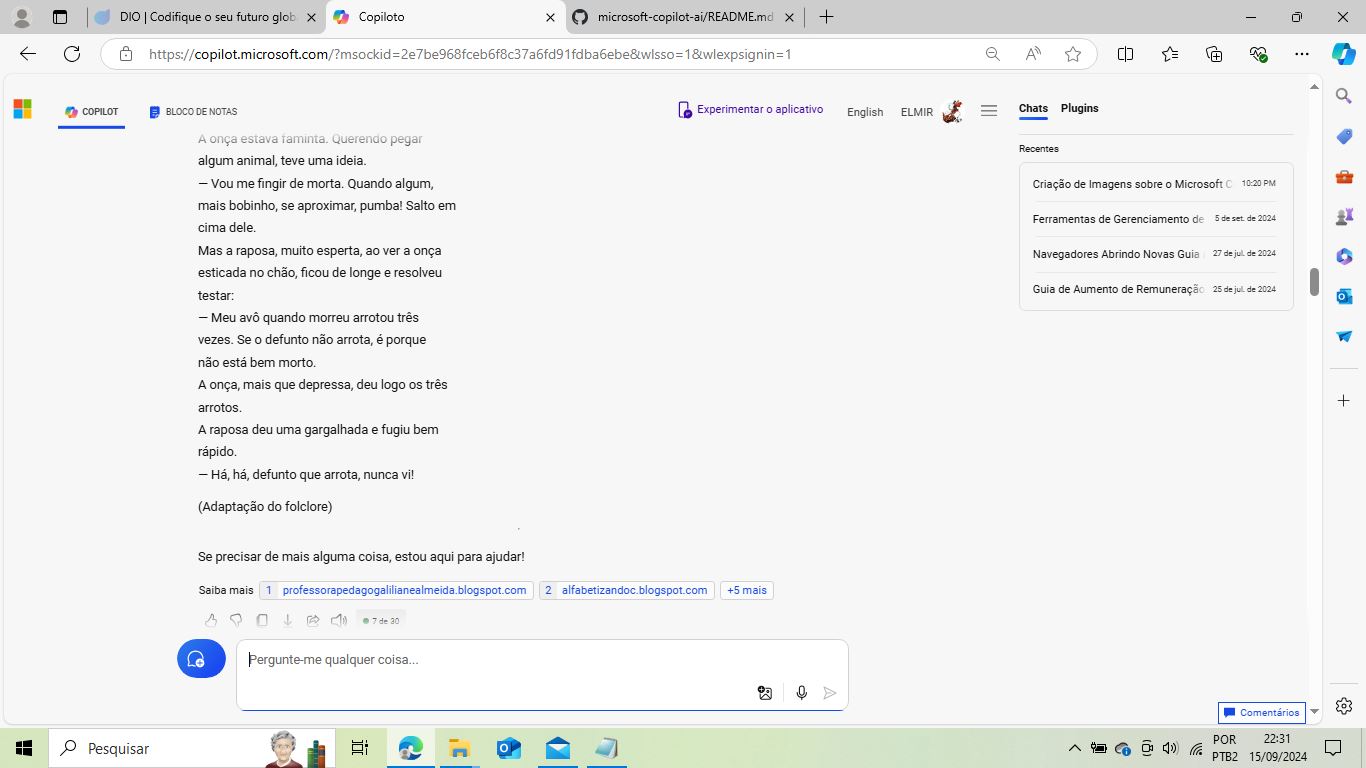 DIO | Codifique o seu futuro glob
Copiloto
microsoft-copilot-ai/README.md
https://copilot.microsoft.com/?msockid=2e7be968fceb6f8c37a6fd91fdba6ebe&wlsso=1&wlexpsignin=1
COPILOT
BLOCO DE NOTAS
Experimentar o aplicativo
English
ELMIR
Chats
Plugins
A onça estava faminta. Querendo pegar
algum animal, teve uma ideia.
— Vou me fingir de morta. Quando algum,
mais bobinho, se aproximar, pumba! Salto em
cima dele.
Mas a raposa, muito esperta, ao ver a onça
esticada no chão, ficou de longe e resolveu
testar:
— Meu avô quando morreu arrotou três
vezes. Se o defunto não arrota, é porque
não está bem morto.
A onça, mais que depressa, deu logo os três
arrotos.
A raposa deu uma gargalhada e fugiu bem
rápido.
— Há, há, defunto que arrota, nunca vi!
(Adaptação do folclore)
Se precisar de mais alguma coisa, estou aqui para ajudar!
Saiba mais 1 professorapedagogalilianealmeida.blogspot.com 2 alfabetizandoc.blogspot.com +5 mais
7 de 30
Pergunte-me qualquer coisa...
Recentes
Criação de Imagens sobre o Microsoft C 10:20 PM
Ferramentas de Gerenciamento de 5 de set. de 2024
Navegadores Abrindo Novas Guia 27 de jul. de 2024
Guia de Aumento de Remuneração 25 de jul. de 2024
Comentários
Pesquisar
POR
PTB2
22:31
15/09/2024